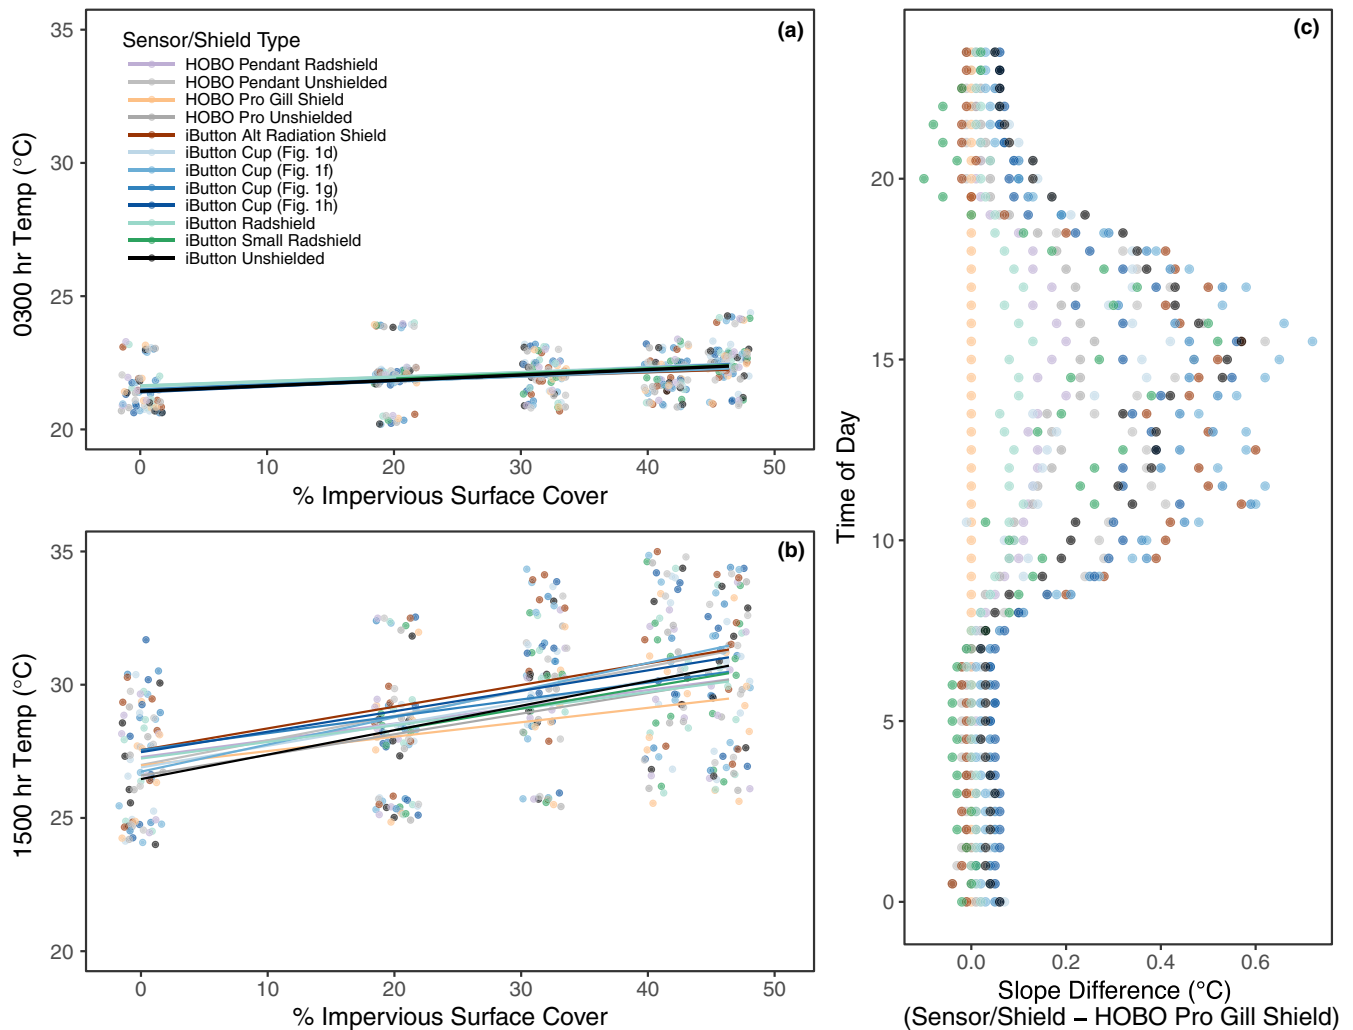 (a)
35
30
25
20
0300 hr Temp (°C)
Sensor/Shield Type
HOBO Pendant Radshield
HOBO Pendant Unshielded
HOBO Pro Gill Shield
HOBO Pro Unshielded
iButton Alt Radiation Shield
iButton Cup (Fig. 1d)
iButton Cup (Fig. 1f)
iButton Cup (Fig. 1g)
iButton Cup (Fig. 1h)
iButton Radshield
iButton Small Radshield
iButton Unshielded
0 10 20 30 40 50
% Impervious Surface Cover
(b)
35
30
25
20
1500 hr Temp (°C)
0 10 20 30 40 50
% Impervious Surface Cover
(c)
20
15
10
5
0
Time of Day
0.0 0.2 0.4 0.6
Slope Difference (°C)
(Sensor/Shield − HOBO Pro Gill Shield)